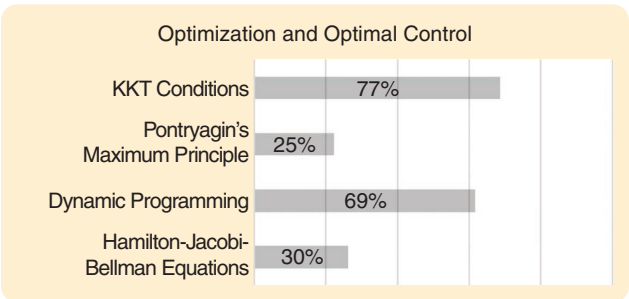 Optimization and Optimal Control
KKT Conditions
77%
Pontryagin's
Maximum Principle
25%
Dynamic Programming
69%
Hamilton-Jacobi-
Bellman Equations
30%